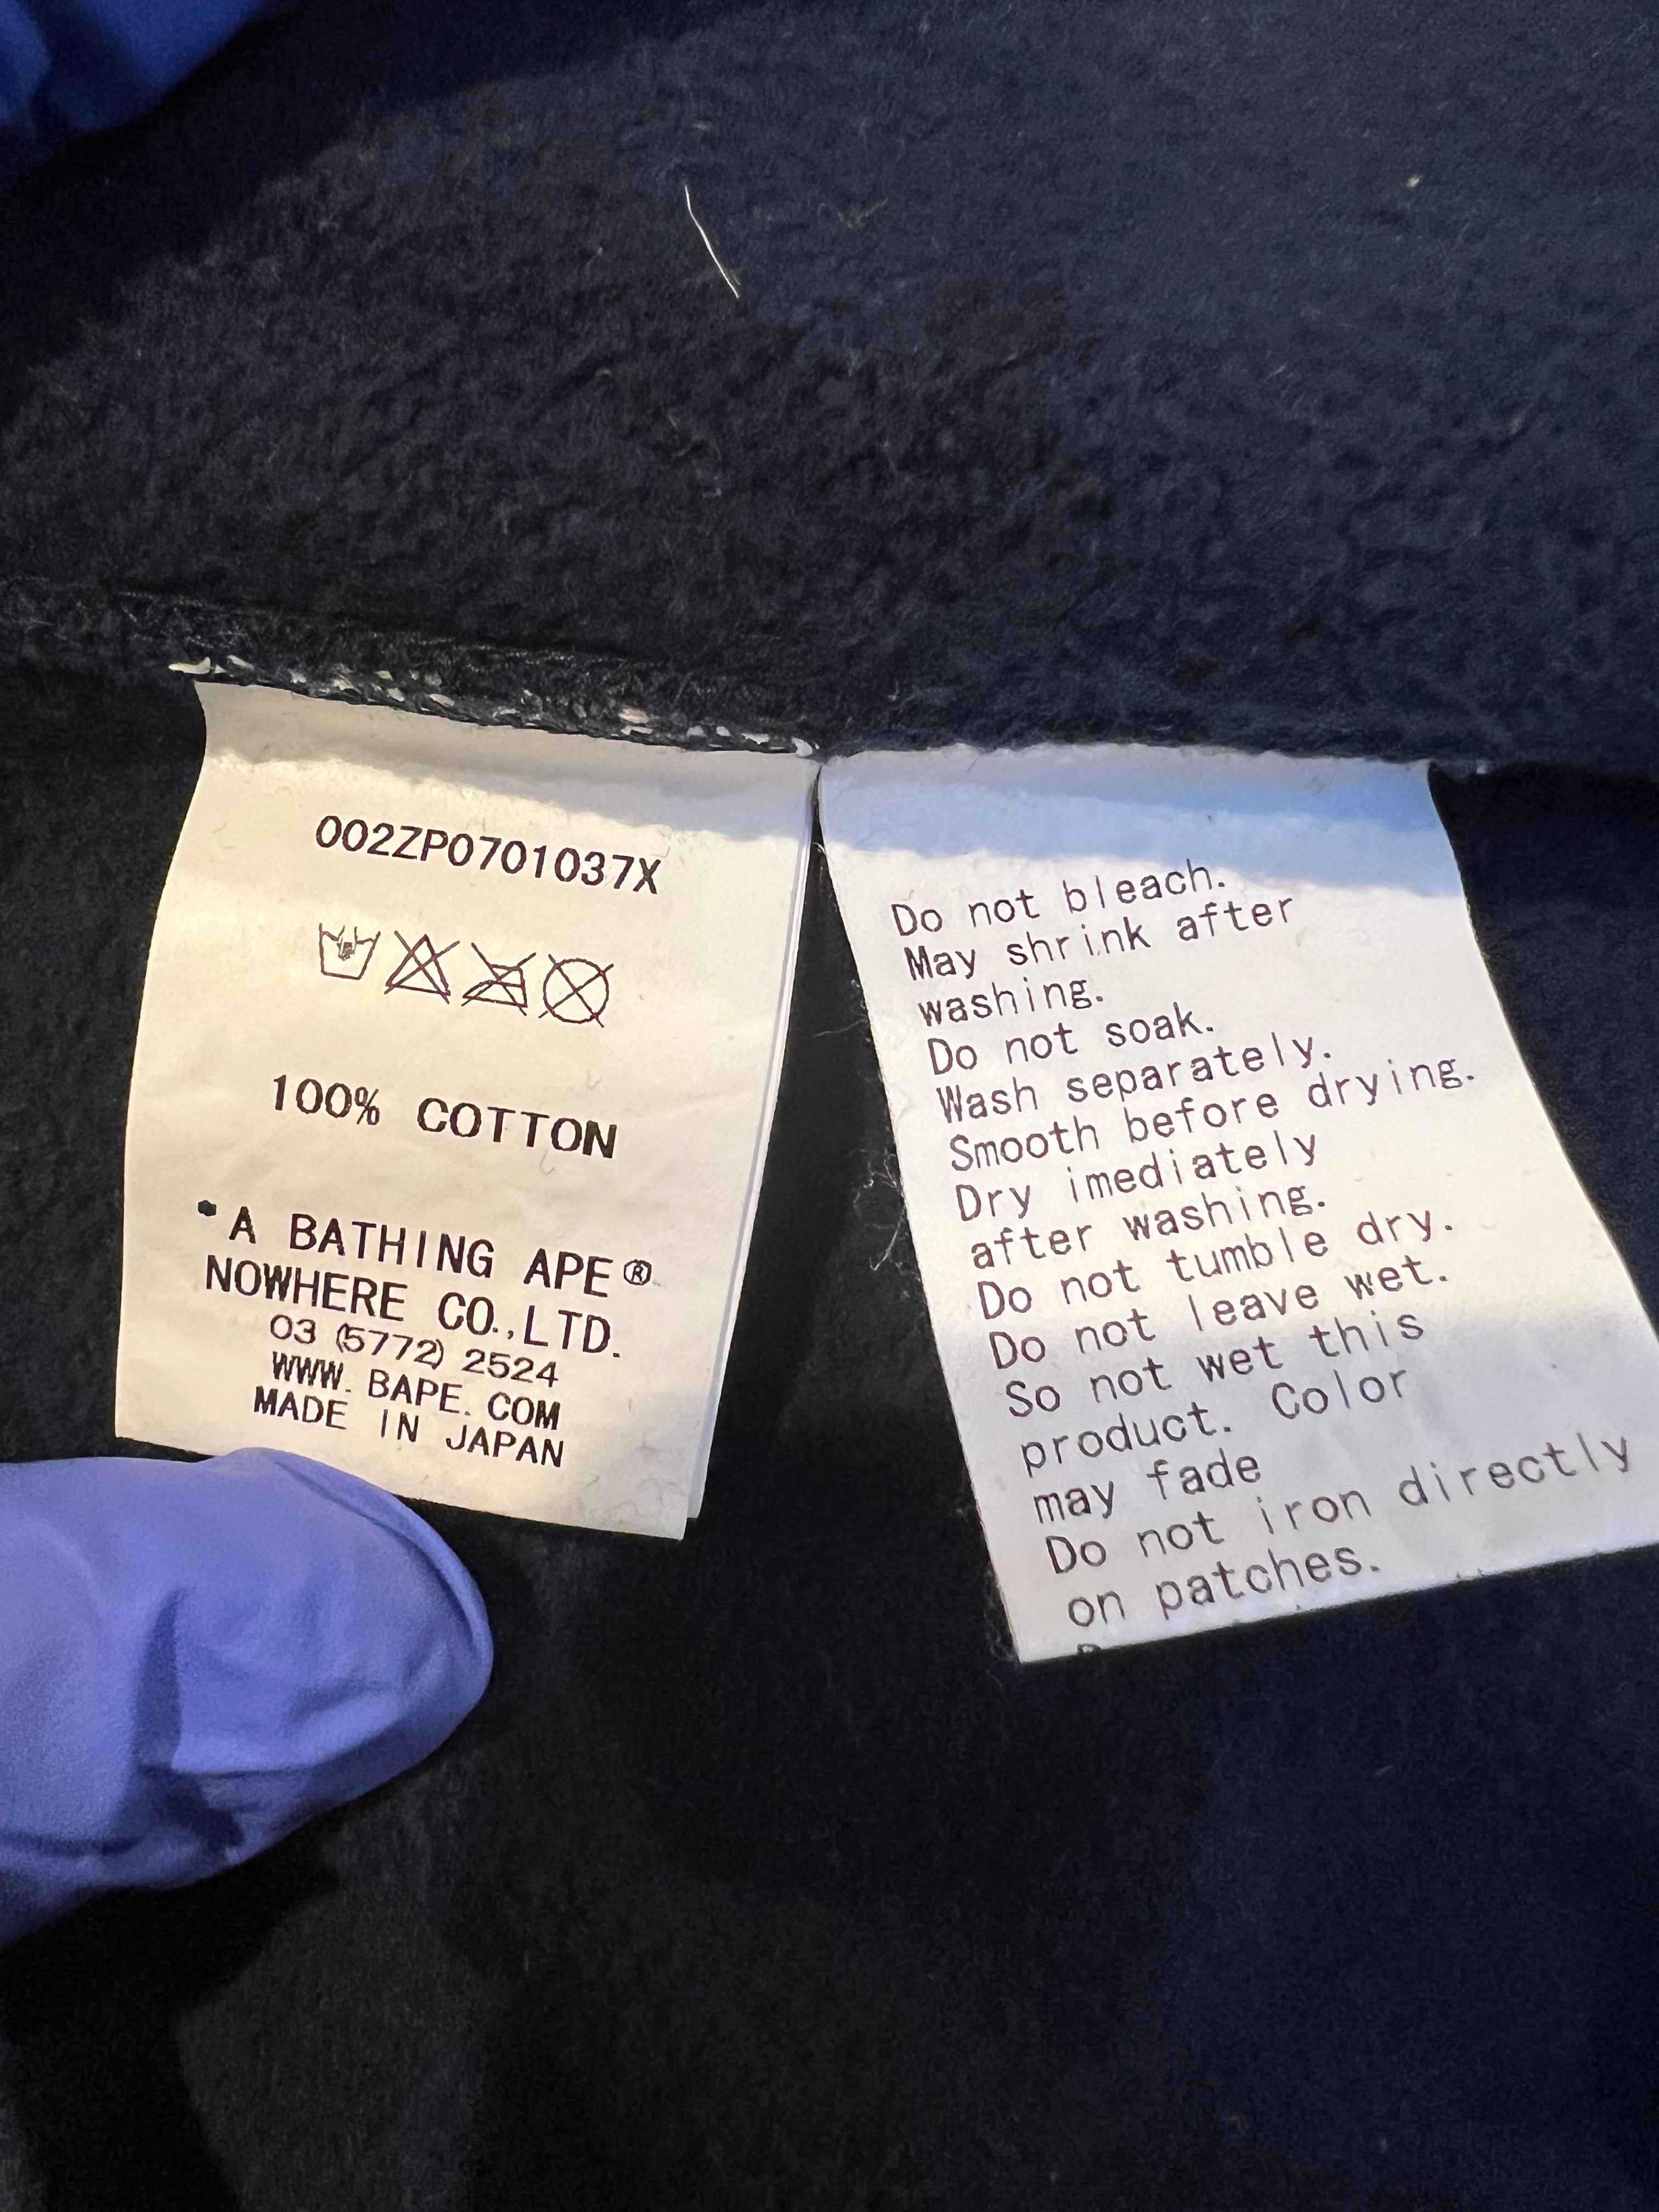 002ZP0701037X
100% COTTON
A BATHING APE®
NOWHERE CO.,LTD.
03 (5772) 2524
WWW. BAPE. COM
MADE IN JAPAN
Do not bleach.
May shrink after
washing.
Do not soak.
Wash separately.
Smooth before drying.
Dry imediately
after washing.
Do not tumble dry.
Do not leave wet.
So not wet this
product. Color
may fade
Do not iron directly
on patches.